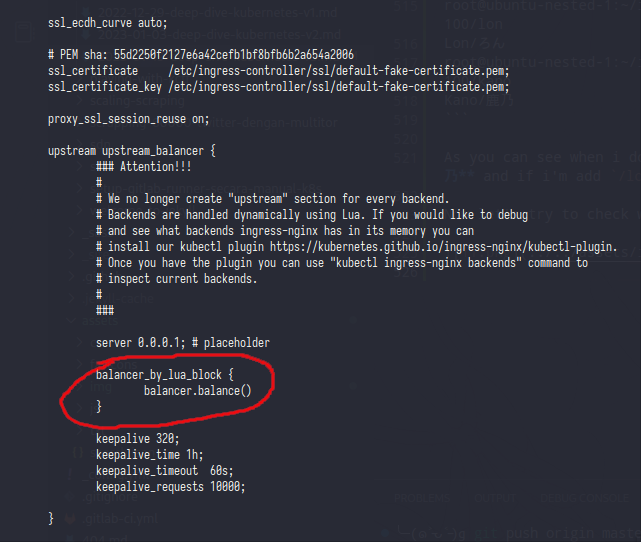 ssl_ecdh_curve auto;
# PEM sha: 55d2250f2127e6a42cefb1bf8bfb6b2a654a2006
ssl_certificate     /etc/ingress-controller/ssl/default-fake-certificate.pem;
ssl_certificate_key /etc/ingress-controller/ssl/default-fake-certificate.pem;
proxy_ssl_session_reuse on;
upstream upstream_balancer {
### Attention!!!
#
# We no longer create "upstream" section for every backend.
# Backends are handled dynamically using Lua. If you would like to debug
# and see what backends ingress-nginx has in its memory you can
# install our kubectl plugin https://kubernetes.github.io/ingress-nginx/kubectl-plugin.
# Once you have the plugin you can use "kubectl ingress-nginx backends" command to
# inspect current backends.
#
###
server 0.0.0.1; # placeholder
balancer_by_lua_block {
balancer.balance()
}
keepalive 320;
keepalive_time 1h;
keepalive_timeout  60s;
keepalive_requests 10000;
}